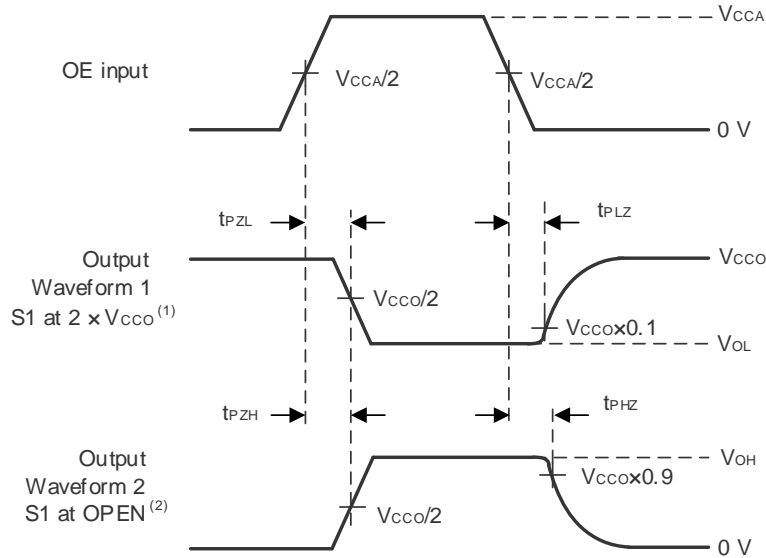 VCCA
OE input
VCCA/2
VCCA/2
0 V
tPZL
tPLZ
Output
Waveform 1
S1 at 2 × VCCO (1)
VCCO
VCCO/2
VCCO×0.1
VOL
tPZH
tPHZ
Output
Waveform 2
S1 at OPEN (2)
VOH
VCCO×0.9
VCCO/2
0 V